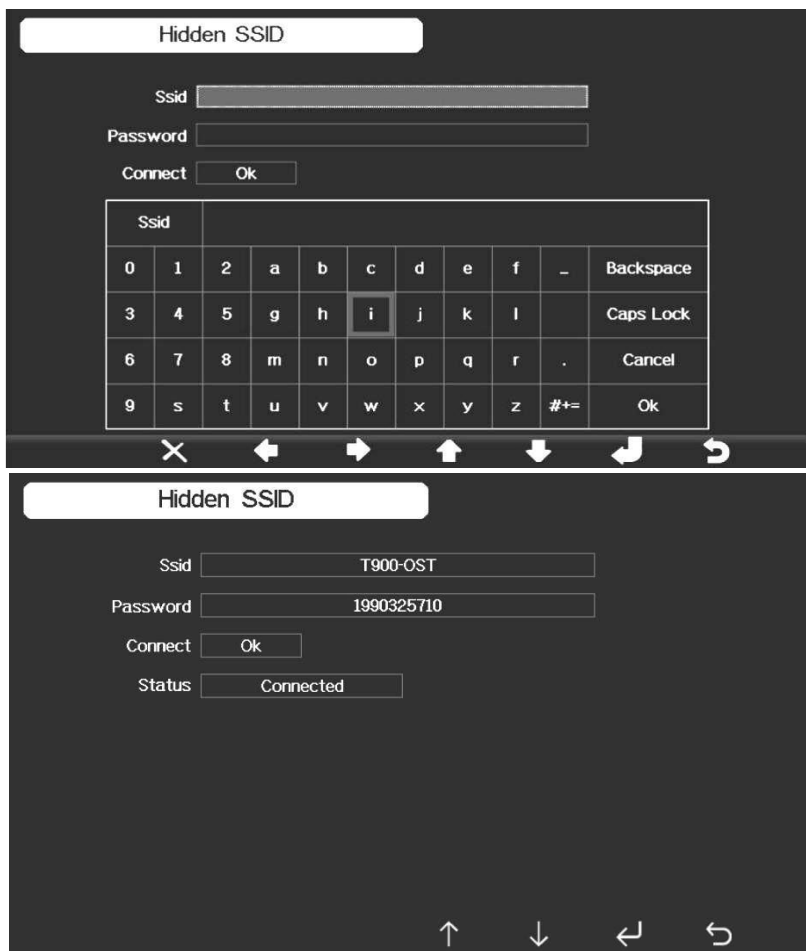 Hidden SSID
Ssid
Password
Connect Ok
Ssid
0 1 2 a b c d e f _ Backspace
3 4 5 g h i j k l Caps Lock
6 7 8 m n o p q r . Cancel
9 s t u v w x y z #+= Ok
Hidden SSID
Ssid T900-OST
Password 1990325710
Connect Ok
Status Connected